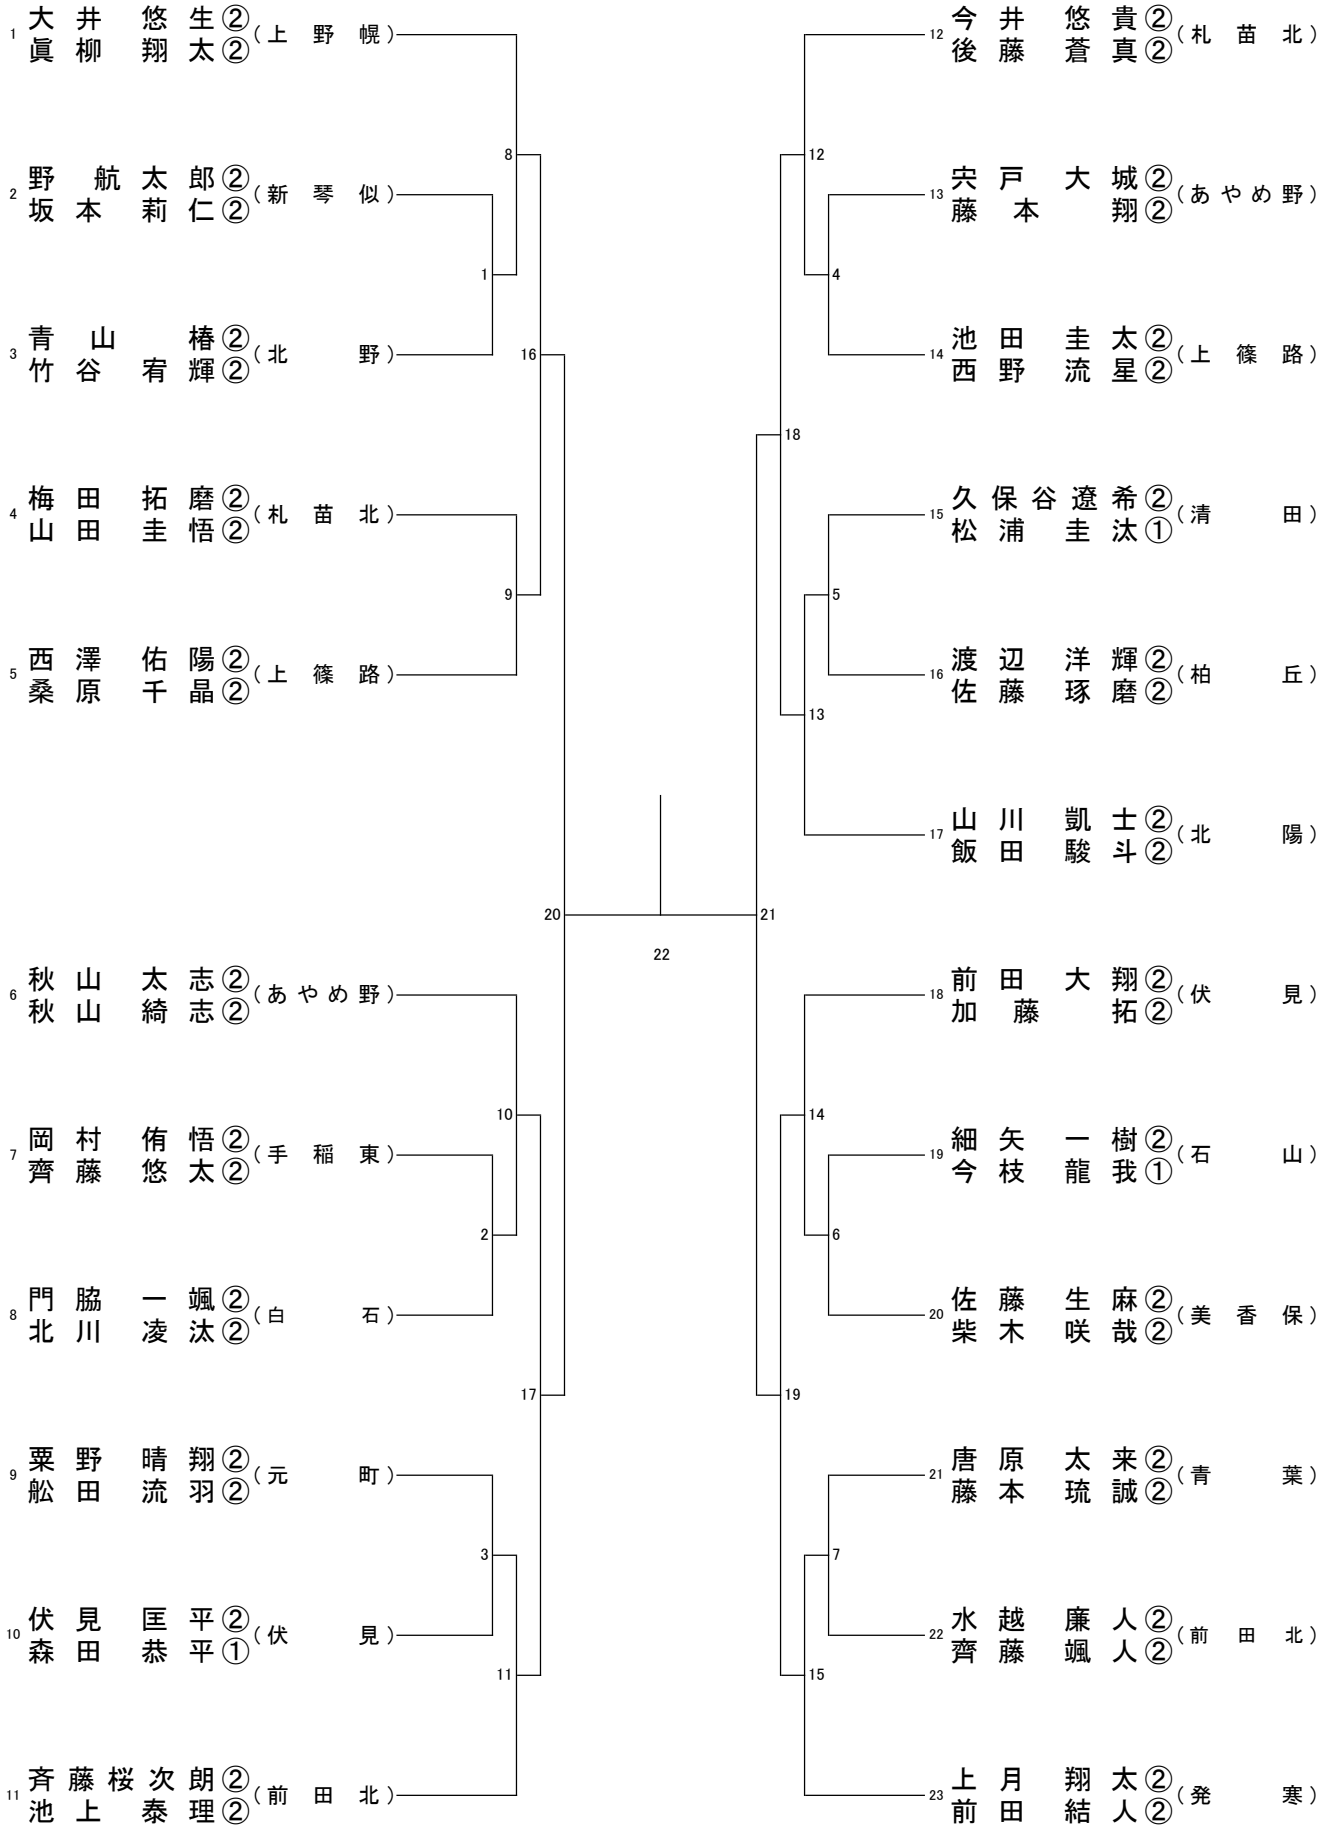 1 大井 悠生② (上野幌)
眞柳 翔太②
2 野 航太郎② (新琴似)
坂本 莉仁②
3 青山 椿② (北野)
竹谷 宥輝②
4 梅田 拓磨② (札苗北)
山田 圭悟②
5 西澤 佑陽② (上篠路)
桑原 千晶②
6 秋山 太志② (あやめ野)
秋山 綺志②
7 岡村 侑悟② (手稲東)
齊藤 悠太②
8 門脇 一颯② (白石)
北川 凌汰②
9 粟野 晴翔② (元町)
舩田 流羽②
10 伏見 匡平② (伏見)
森田 恭平①
11 斉藤桜次朗② (前田北)
池上 泰理②
8
1
16
9
20
10
2
17
3
11
22
12
4
18
5
13
21
14
6
19
7
15
12 今井 悠貴② (札苗北)
後藤 蒼真②
13 宍戸 大城② (あやめ野)
藤本 翔②
14 池田 圭太② (上篠路)
西野 流星②
15 久保谷遼希② (清田)
松浦 圭汰①
16 渡辺 洋輝② (柏丘)
佐藤 琢磨②
17 山川 凱士② (北陽)
飯田 駿斗②
18 前田 大翔② (伏見)
加藤 拓②
19 細矢 一樹② (石山)
今枝 龍我①
20 佐藤 生麻② (美香保)
柴木 咲哉②
21 唐原 太来② (青葉)
藤本 琉誠②
22 水越 廉人② (前田北)
齊藤 颯人②
23 上月 翔太② (発寒)
前田 結人②